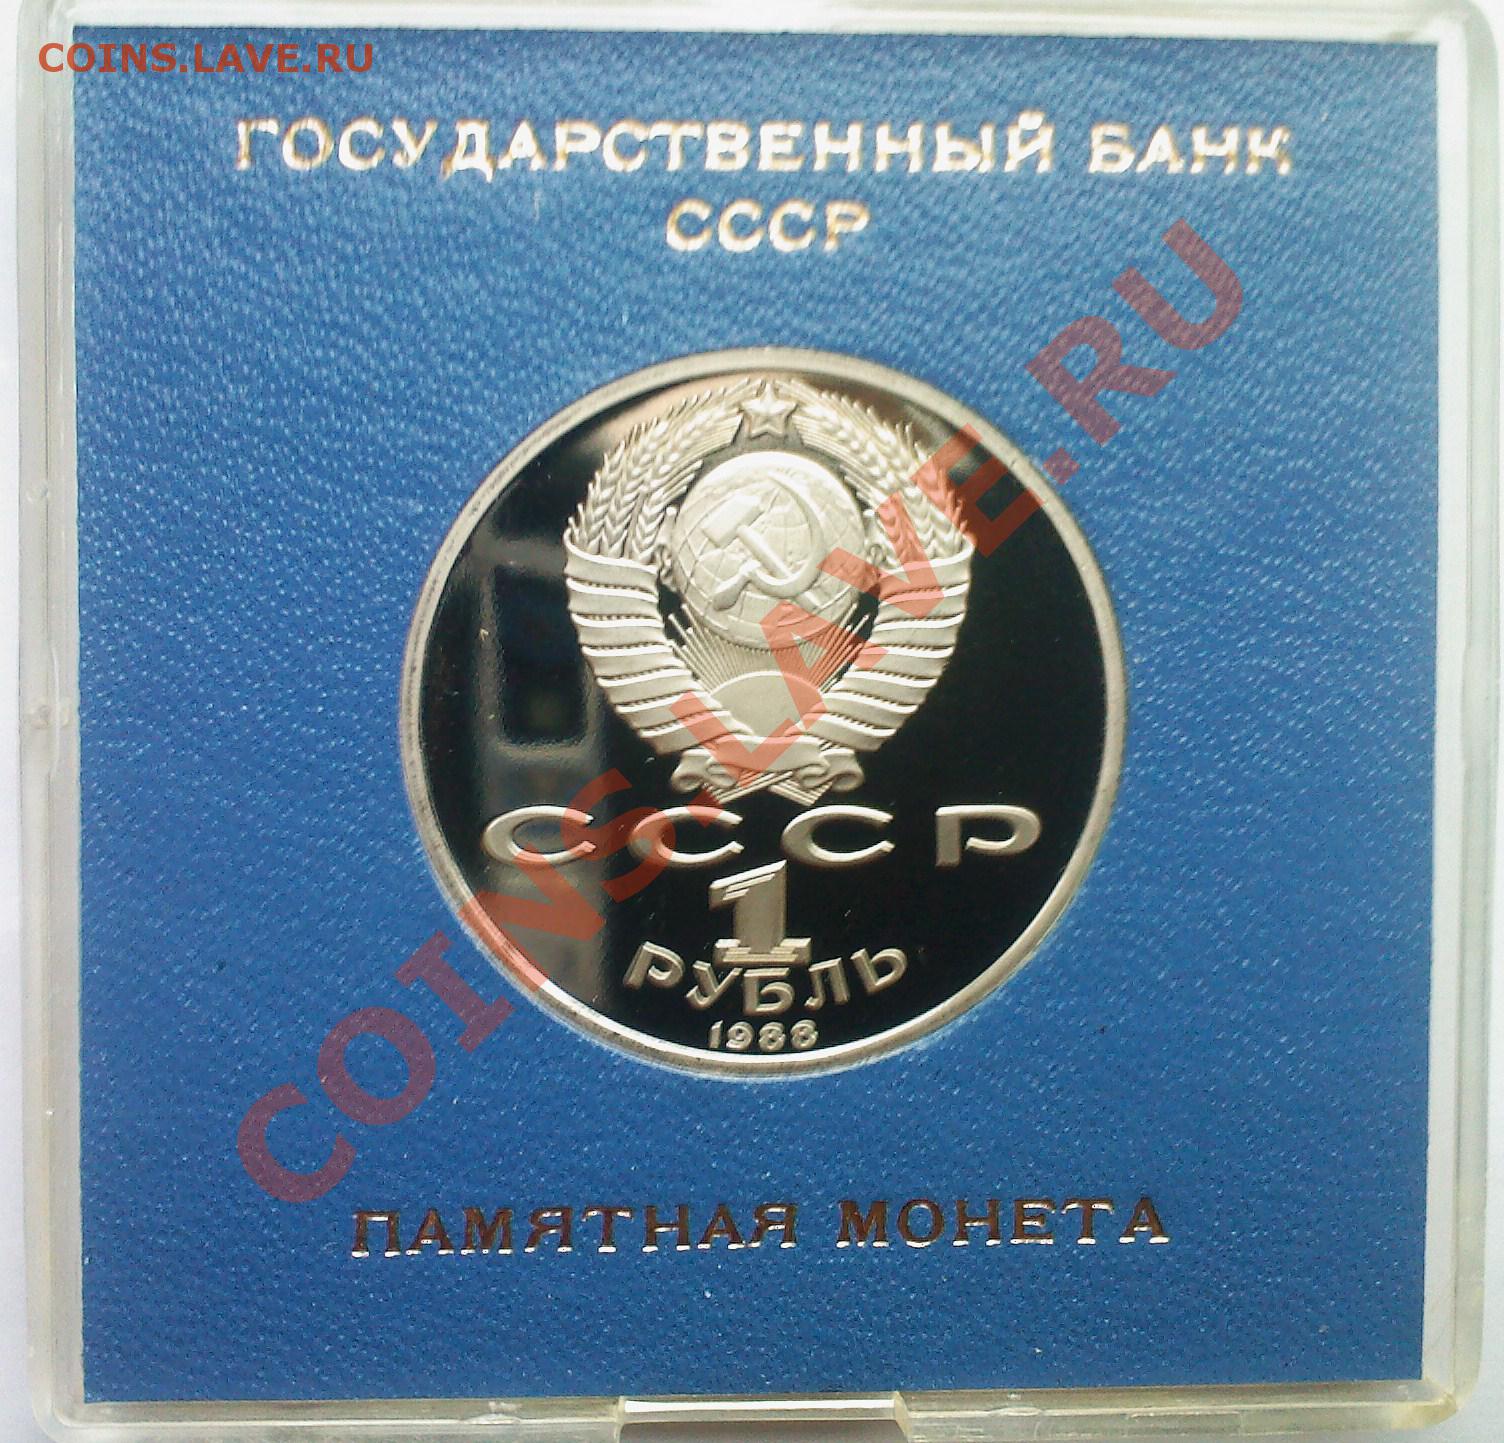 COINS.LAVE.RU
ГОСУДАРСТВЕННЫЙ БАНК
СССР
COINS.LAVE.RU
СССР
1
РУБЛЬ
1988
ПАМЯТНАЯ МОНЕТА